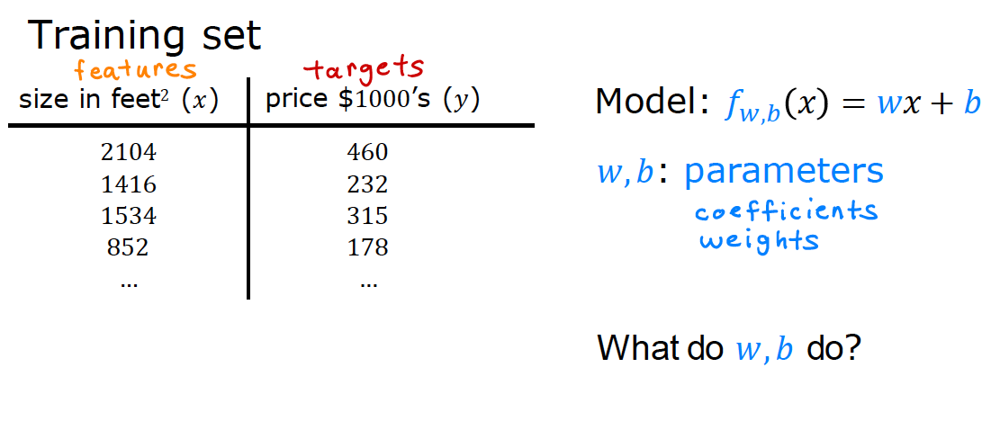 Training set
features targets
size in feet² (x) price $1000's (y)
2104 460
1416 232
1534 315
852 178
... ...
Model: f_{w,b}(x) = wx + b
w, b: parameters
coefficients
weights
What do w, b do?